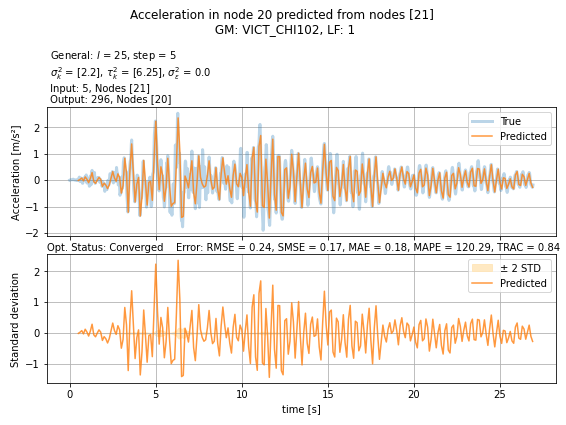 Acceleration in node 20 predicted from nodes [21]
GM: VICT_CHI102, LF: 1
General: l = 25, step = 5
σ²ₖ = [2.2], τ²ₖ = [6.25], σ²_ε = 0.0
Input: 5, Nodes [21]
Output: 296, Nodes [20]
Acceleration [m/s²]
2
1
0
−1
−2
True
Predicted
Opt. Status: Converged Error: RMSE = 0.24, SMSE = 0.17, MAE = 0.18, MAPE = 120.29, TRAC = 0.84
Standard deviation
2
1
0
−1
± 2 STD
Predicted
0 5 10 15 20 25
time [s]